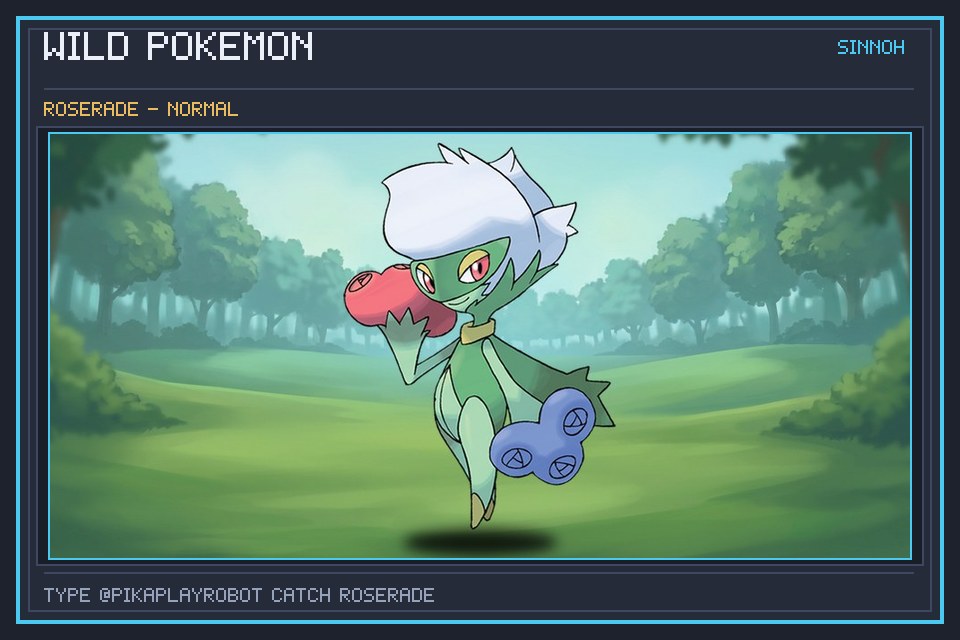 WILD POKEMON
SINNOH
ROSERADE - NORMAL
TYPE @PIKAPLAYROBOT CATCH ROSERADE